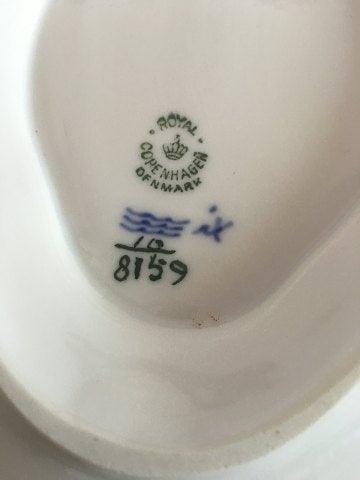 ROYAL
COPENHAGEN
DENMARK
10
8159